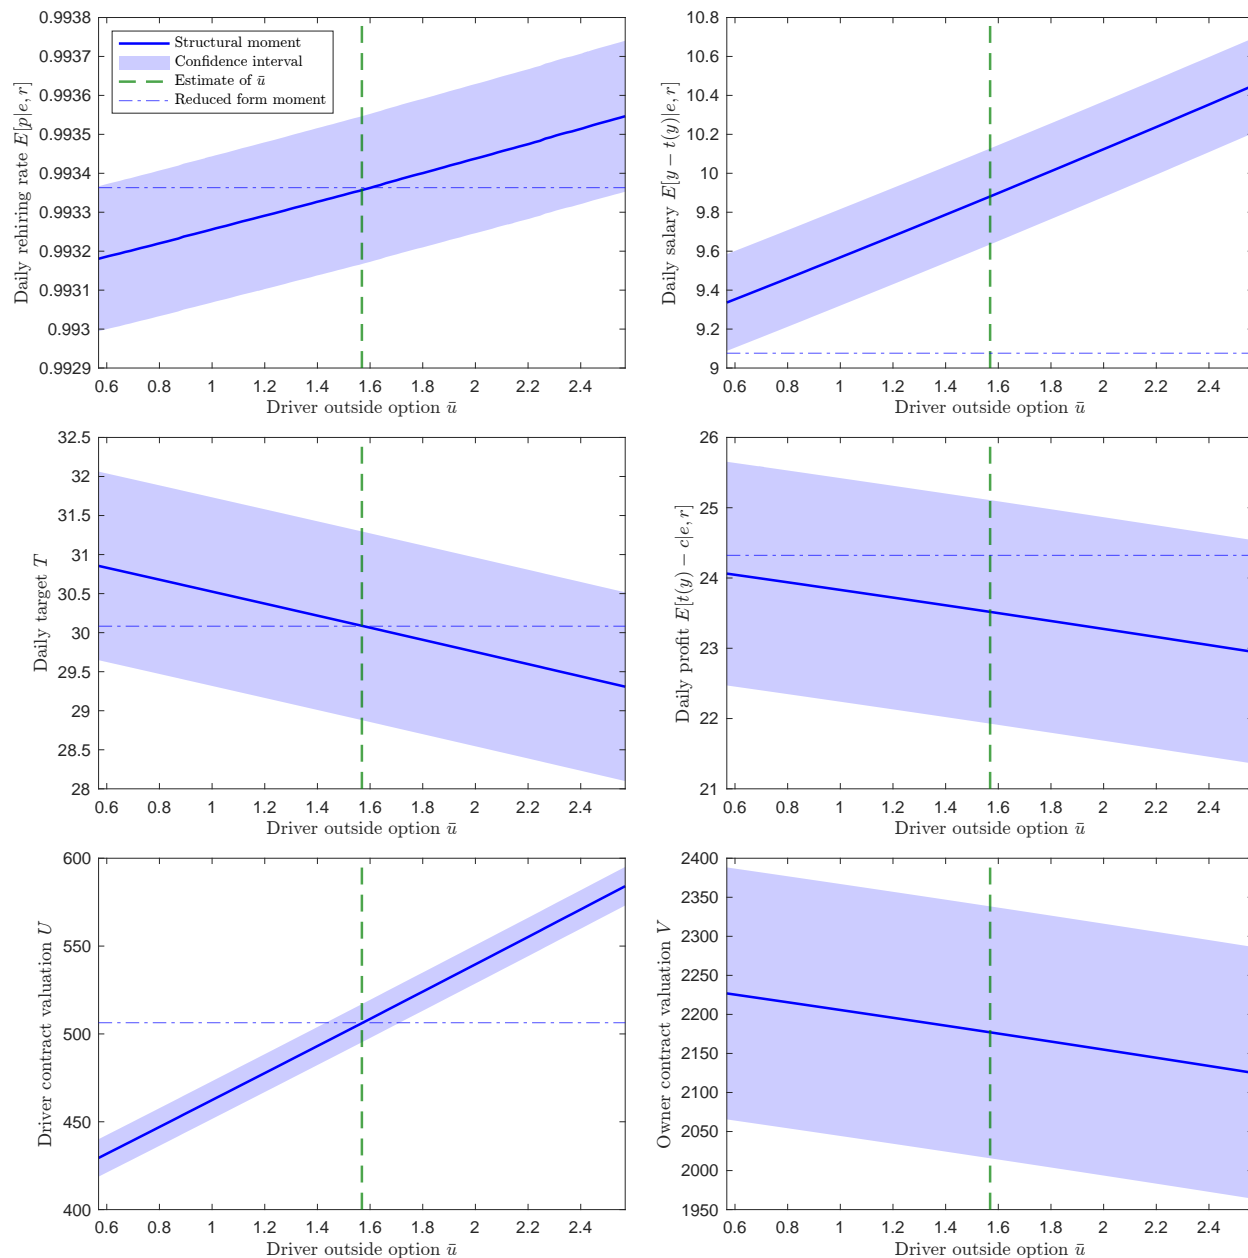 0.9938
0.9937
0.9936
0.9935
0.9934
0.9933
0.9932
0.9931
0.993
0.9929
Daily rehiring rate E[p|e, r]
Structural moment
Confidence interval
Estimate of ū
Reduced form moment
0.6 0.8 1 1.2 1.4 1.6 1.8 2 2.2 2.4
Driver outside option ū
10.8
10.6
10.4
10.2
10
9.8
9.6
9.4
9.2
9
Daily salary E[y − t(y)|e, r]
0.6 0.8 1 1.2 1.4 1.6 1.8 2 2.2 2.4
Driver outside option ū
32.5
32
31.5
31
30.5
30
29.5
29
28.5
28
Daily target T
0.6 0.8 1 1.2 1.4 1.6 1.8 2 2.2 2.4
Driver outside option ū
26
25
24
23
22
21
Daily profit E[t(y) − c|e, r]
0.6 0.8 1 1.2 1.4 1.6 1.8 2 2.2 2.4
Driver outside option ū
600
550
500
450
400
Driver contract valuation U
0.6 0.8 1 1.2 1.4 1.6 1.8 2 2.2 2.4
Driver outside option ū
2400
2350
2300
2250
2200
2150
2100
2050
2000
1950
Owner contract valuation V
0.6 0.8 1 1.2 1.4 1.6 1.8 2 2.2 2.4
Driver outside option ū